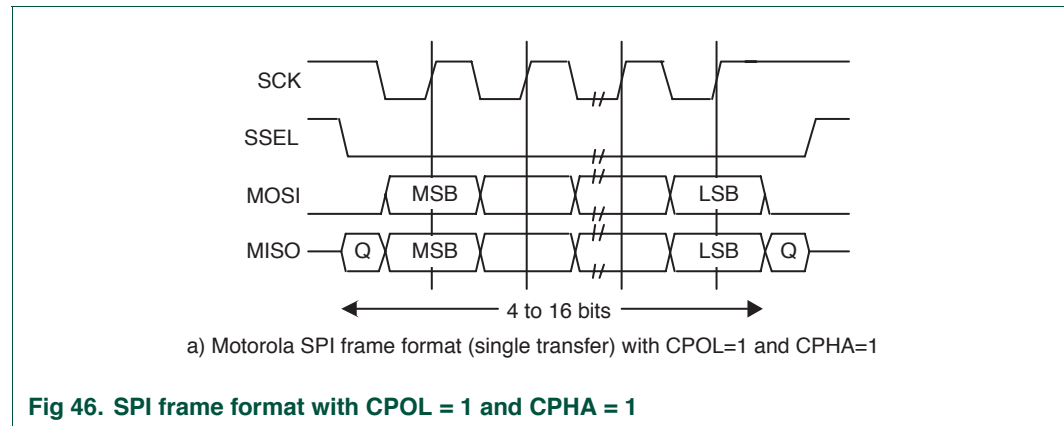 SCK
SSEL
MOSI MSB LSB
MISO Q MSB LSB Q
4 to 16 bits
a) Motorola SPI frame format (single transfer) with CPOL=1 and CPHA=1
Fig 46. SPI frame format with CPOL = 1 and CPHA = 1